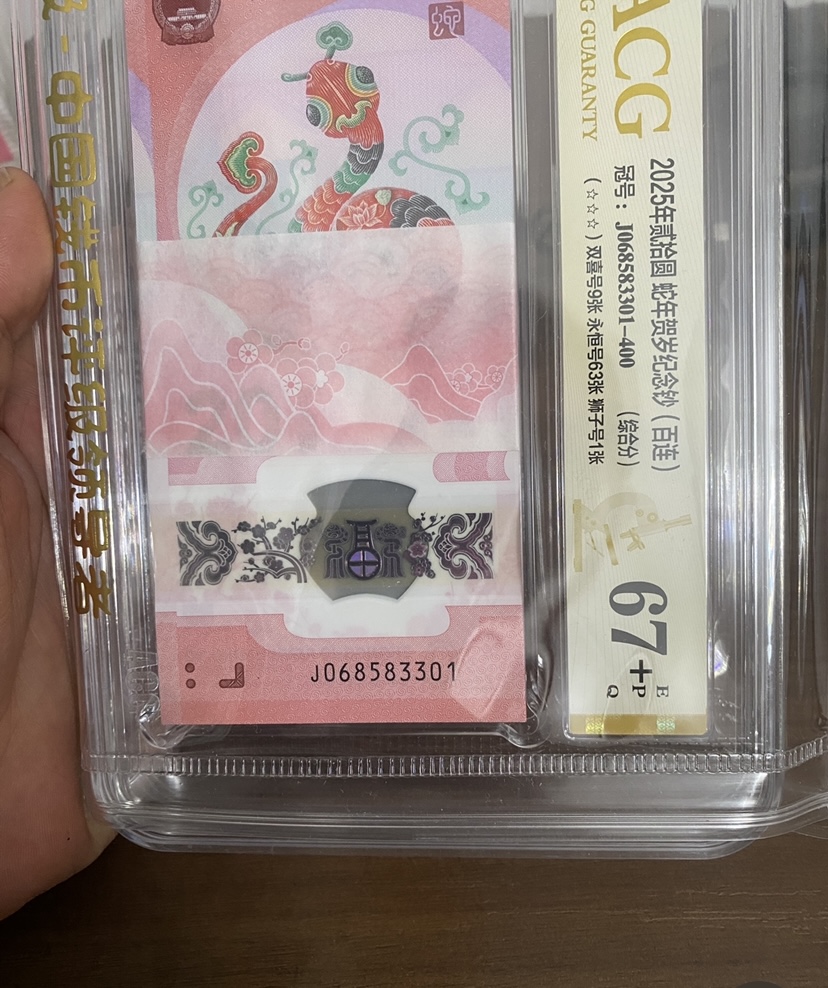 中国钱币评级领导者
蛇
福
J068583301
ACG
G GUARANTY
2025年贰拾圆 蛇年贺岁纪念钞（百连）
冠号：J068583301-400 （综合分）
（☆☆☆）双喜号9张 永恒号63张 狮子号1张
67+
E
P
Q